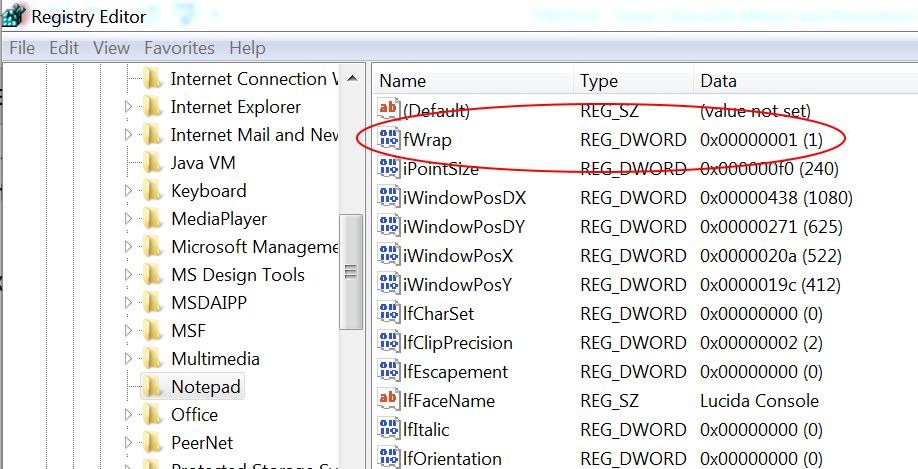 Registry Editor
File Edit View Favorites Help
Internet Connection W
Internet Explorer
Internet Mail and New
Java VM
Keyboard
MediaPlayer
Microsoft Manageme
MS Design Tools
MSDAIPP
MSF
Multimedia
Notepad
Office
PeerNet
Protected Storage Sy
Name Type Data
(Default) REG_SZ (value not set)
fWrap REG_DWORD 0x00000001 (1)
iPointSize REG_DWORD 0x000000f0 (240)
iWindowPosDX REG_DWORD 0x00000438 (1080)
iWindowPosDY REG_DWORD 0x00000271 (625)
iWindowPosX REG_DWORD 0x0000020a (522)
iWindowPosY REG_DWORD 0x0000019c (412)
lfCharSet REG_DWORD 0x00000000 (0)
lfClipPrecision REG_DWORD 0x00000002 (2)
lfEscapement REG_DWORD 0x00000000 (0)
lfFaceName REG_SZ Lucida Console
lfItalic REG_DWORD 0x00000000 (0)
lfOrientation REG_DWORD 0x00000000 (0)